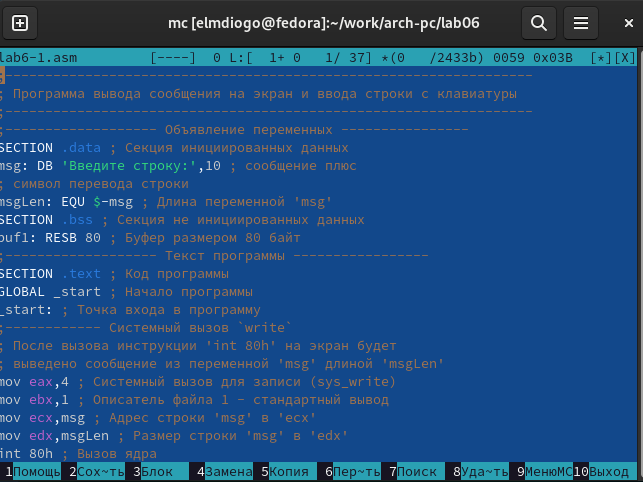 mc [elmdiogo@fedora]:~/work/arch-pc/lab06
lab6-1.asm [----] 0 L:[ 1+ 0 1/ 37] *(0 /2433b) 0059 0x03B [*][X]
;------------------------------------------------------------------
; Программа вывода сообщения на экран и ввода строки с клавиатуры
;------------------------------------------------------------------
;------------------- Объявление переменных ----------------
SECTION .data ; Секция инициированных данных
msg: DB 'Введите строку:',10 ; сообщение плюс
; символ перевода строки
msgLen: EQU $-msg ; Длина переменной 'msg'
SECTION .bss ; Секция не инициированных данных
buf1: RESB 80 ; Буфер размером 80 байт
;------------------- Текст программы -----------------
SECTION .text ; Код программы
GLOBAL _start ; Начало программы
_start: ; Точка входа в программу
;------------ Системный вызов `write`
; После вызова инструкции 'int 80h' на экран будет
; выведено сообщение из переменной 'msg' длиной 'msgLen'
mov eax,4 ; Системный вызов для записи (sys_write)
mov ebx,1 ; Описатель файла 1 - стандартный вывод
mov ecx,msg ; Адрес строки 'msg' в 'ecx'
mov edx,msgLen ; Размер строки 'msg' в 'edx'
int 80h ; Вызов ядра
1Помощь 2Сох~ть 3Блок 4Замена 5Копия 6Пер~ть 7Поиск 8Уда~ть 9МенюMC 10Выход